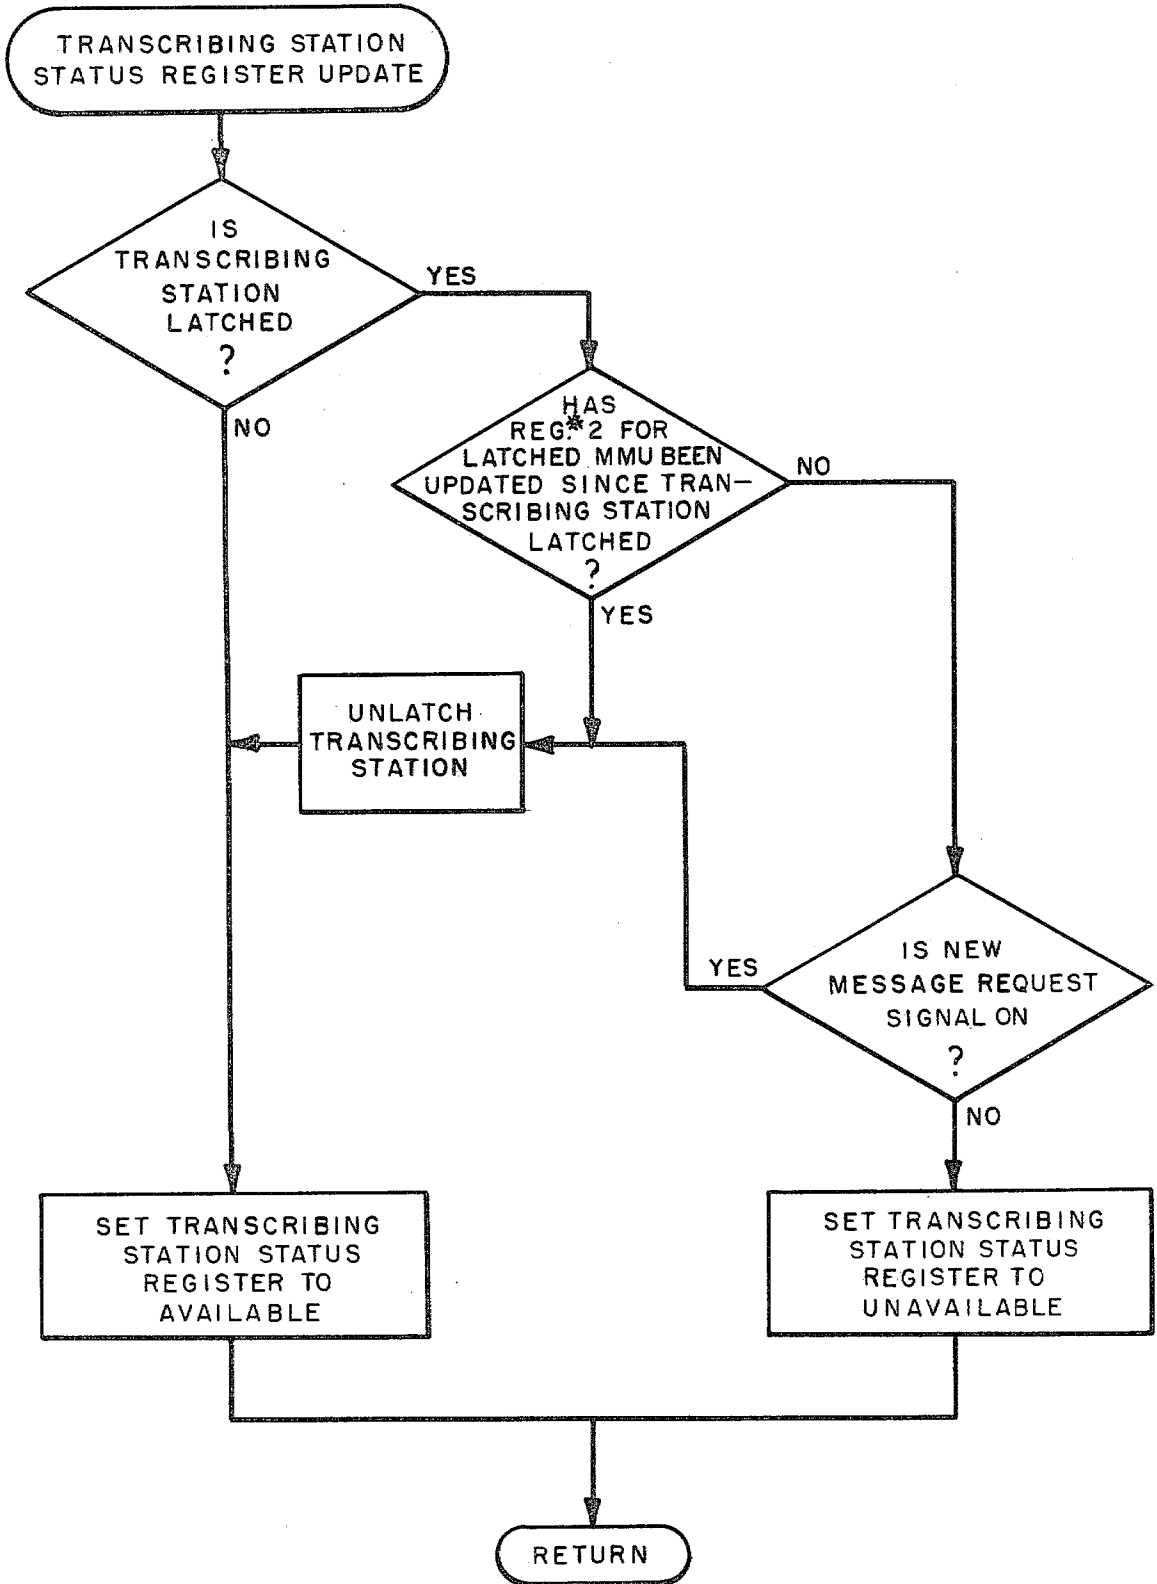 TRANSCRIBING STATION
STATUS REGISTER UPDATE
IS
TRANSCRIBING
STATION
LATCHED
?
YES
NO
HAS
REG.#2 FOR
LATCHED MMU BEEN
UPDATED SINCE TRAN-
SCRIBING STATION
LATCHED
?
NO
YES
UNLATCH
TRANSCRIBING
STATION
IS NEW
MESSAGE REQUEST
SIGNAL ON
?
YES
NO
SET TRANSCRIBING
STATION STATUS
REGISTER TO
AVAILABLE
SET TRANSCRIBING
STATION STATUS
REGISTER TO
UNAVAILABLE
RETURN